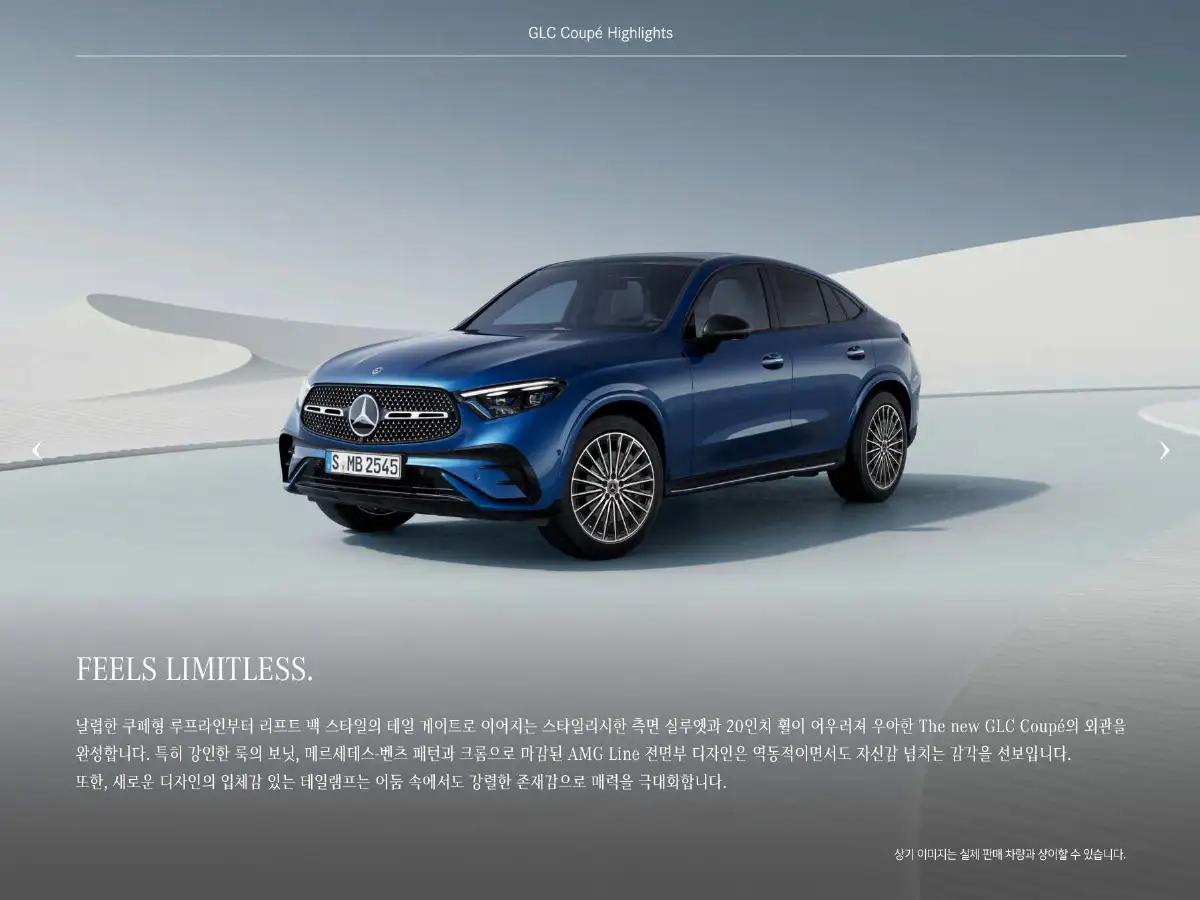 GLC Coupé Highlights
S MB 2545
FEELS LIMITLESS.
날렵한 쿠페형 루프라인부터 리프트 백 스타일의 테일 게이트로 이어지는 스타일리시한 측면 실루엣과 20인치 휠이 어우러져 우아한 The new GLC Coupé의 외관을
완성합니다. 특히 강인한 룩의 보닛, 메르세데스-벤츠 패턴과 크롬으로 마감된 AMG Line 전면부 디자인은 역동적이면서도 자신감 넘치는 감각을 선보입니다.
또한, 새로운 디자인의 입체감 있는 테일램프는 어둠 속에서도 강렬한 존재감으로 매력을 극대화합니다.
상기 이미지는 실제 판매 차량과 상이할 수 있습니다.